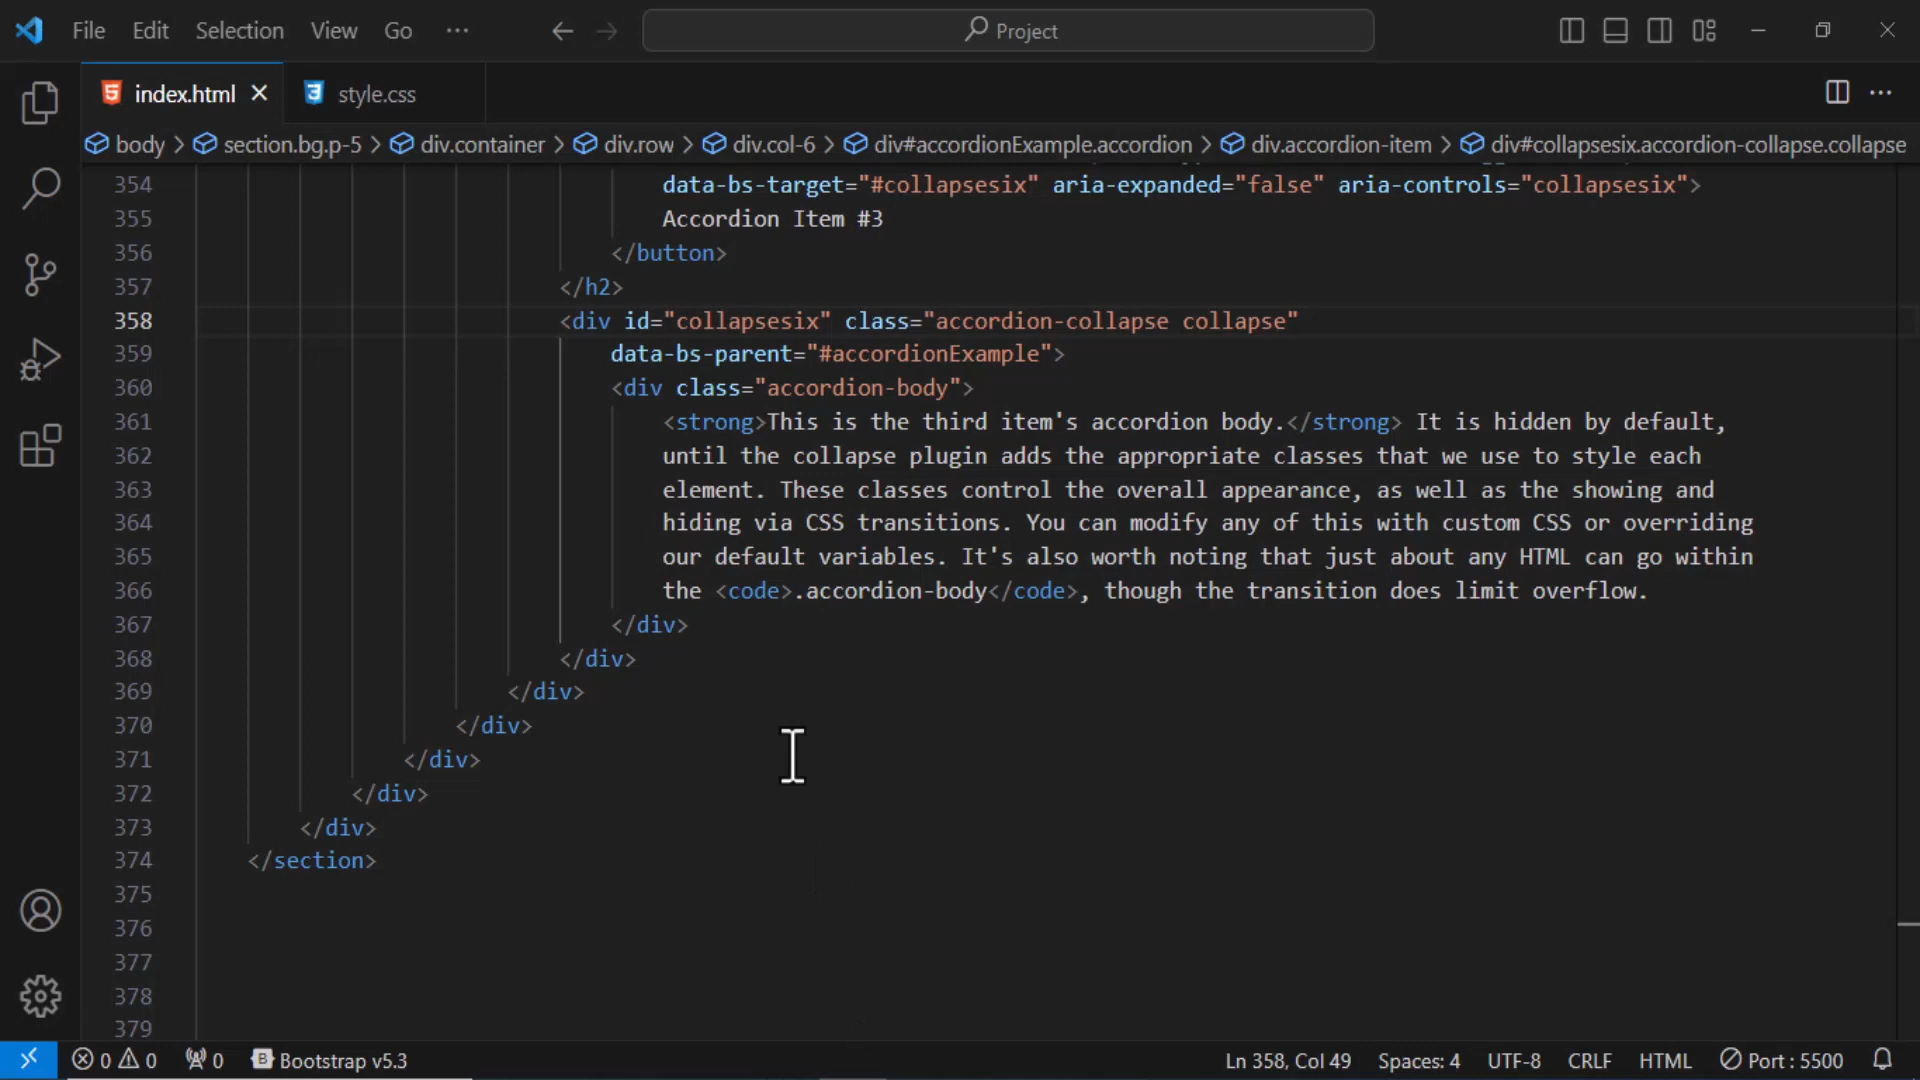 File Edit Selection View Go ··· Project
index.html style.css
body > section.bg.p-5 > div.container > div.row > div.col-6 > div#accordionExample.accordion > div.accordion-item > div#collapsesix.accordion-collapse.collapse
354 data-bs-target="#collapsesix" aria-expanded="false" aria-controls="collapsesix">
355 Accordion Item #3
356 </button>
357 </h2>
358 <div id="collapsesix" class="accordion-collapse collapse"
359 data-bs-parent="#accordionExample">
360 <div class="accordion-body">
361 <strong>This is the third item's accordion body.</strong> It is hidden by default,
362 until the collapse plugin adds the appropriate classes that we use to style each
363 element. These classes control the overall appearance, as well as the showing and
364 hiding via CSS transitions. You can modify any of this with custom CSS or overriding
365 our default variables. It's also worth noting that just about any HTML can go within
366 the <code>.accordion-body</code>, though the transition does limit overflow.
367 </div>
368 </div>
369 </div>
370 </div>
371 </div>
372 </div>
373 </div>
374 </section>
375
376
377
378
379
0 0 0 Bootstrap v5.3 Ln 358, Col 49 Spaces: 4 UTF-8 CRLF HTML Port : 5500